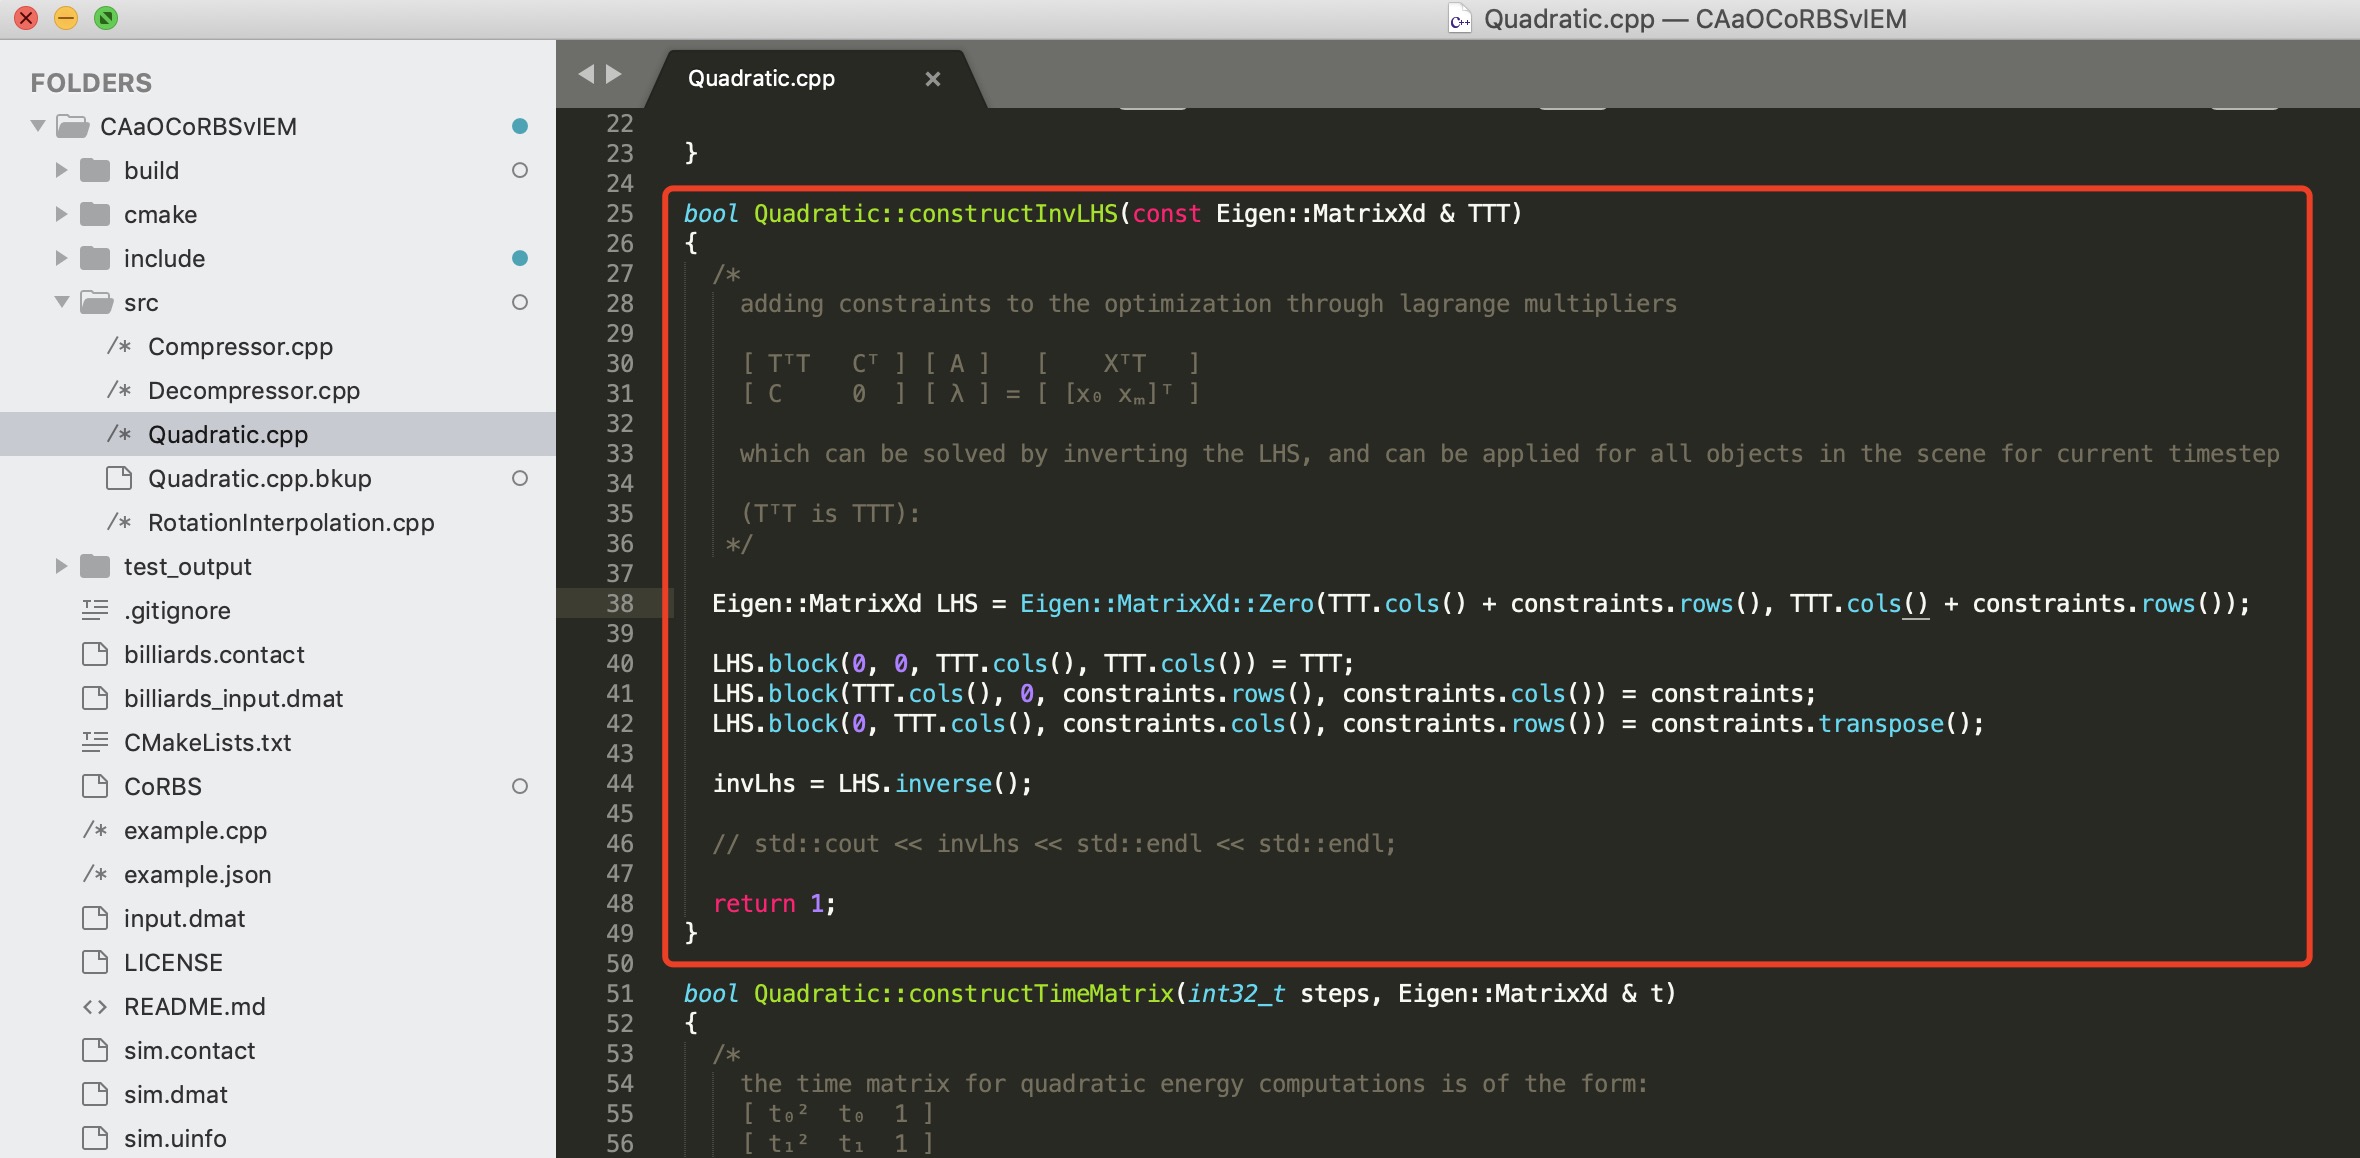 Quadratic.cpp — CAaOCoRBSvIEM
FOLDERS
CAaOCoRBSvIEM
build
cmake
include
src
/* Compressor.cpp
/* Decompressor.cpp
/* Quadratic.cpp
Quadratic.cpp.bkup
/* RotationInterpolation.cpp
test_output
.gitignore
billiards.contact
billiards_input.dmat
CMakeLists.txt
CoRBS
/* example.cpp
/* example.json
input.dmat
LICENSE
<> README.md
sim.contact
sim.dmat
sim.uinfo
Quadratic.cpp ×
22
23 }
24
25 bool Quadratic::constructInvLHS(const Eigen::MatrixXd & TTT)
26 {
27 /*
28 adding constraints to the optimization through lagrange multipliers
29
30 [ TᵀT Cᵀ ] [ A ] [ XᵀT ]
31 [ C 0 ] [ λ ] = [ [x₀ xₘ]ᵀ ]
32
33 which can be solved by inverting the LHS, and can be applied for all objects in the scene for current timestep
34
35 (TᵀT is TTT):
36 */
37
38 Eigen::MatrixXd LHS = Eigen::MatrixXd::Zero(TTT.cols() + constraints.rows(), TTT.cols() + constraints.rows());
39
40 LHS.block(0, 0, TTT.cols(), TTT.cols()) = TTT;
41 LHS.block(TTT.cols(), 0, constraints.rows(), constraints.cols()) = constraints;
42 LHS.block(0, TTT.cols(), constraints.cols(), constraints.rows()) = constraints.transpose();
43
44 invLhs = LHS.inverse();
45
46 // std::cout << invLhs << std::endl << std::endl;
47
48 return 1;
49 }
50
51 bool Quadratic::constructTimeMatrix(int32_t steps, Eigen::MatrixXd & t)
52 {
53 /*
54 the time matrix for quadratic energy computations is of the form:
55 [ t₀² t₀ 1 ]
56 [ t₁² t₁ 1 ]